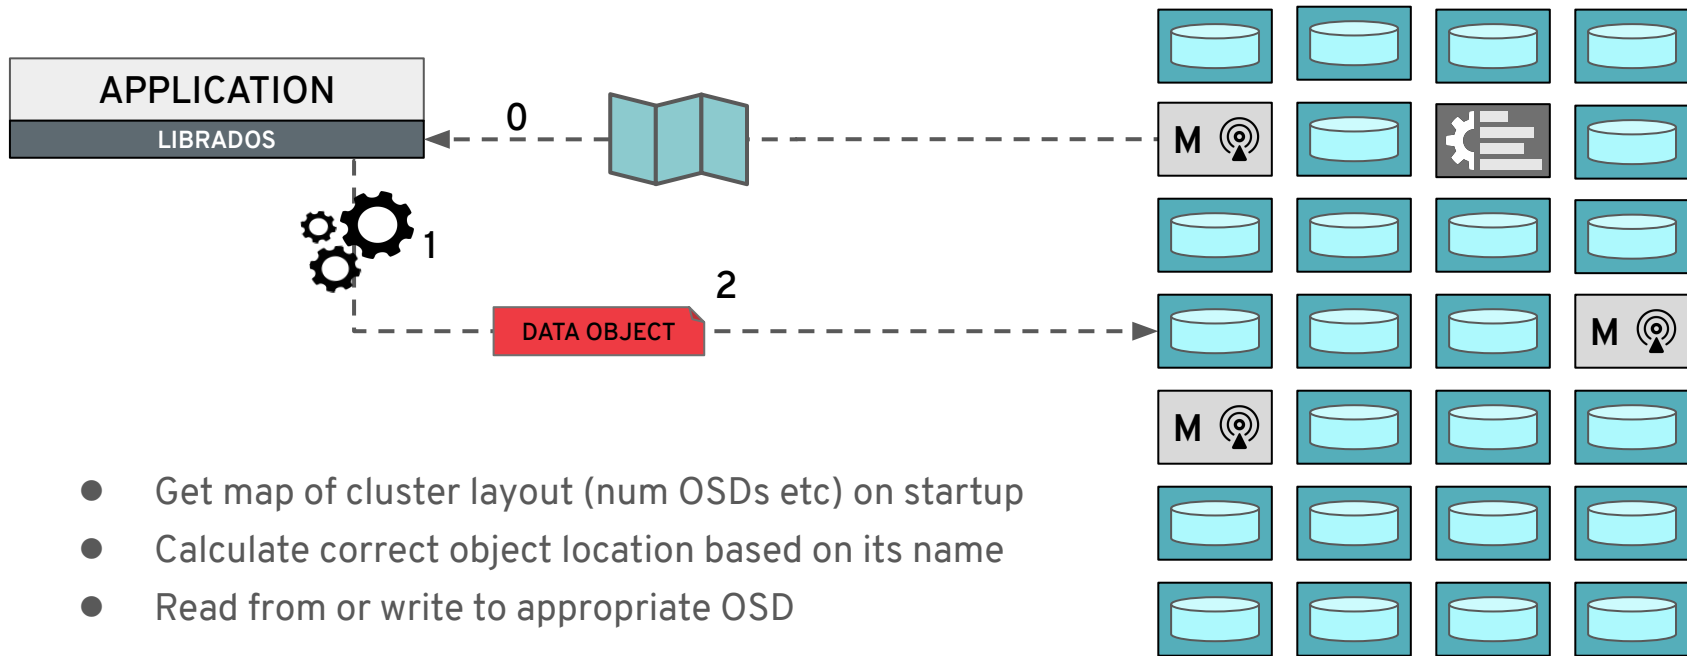 APPLICATION
LIBRADOS
0
1
2
DATA OBJECT
M
M
M
● Get map of cluster layout (num OSDs etc) on startup
● Calculate correct object location based on its name
● Read from or write to appropriate OSD